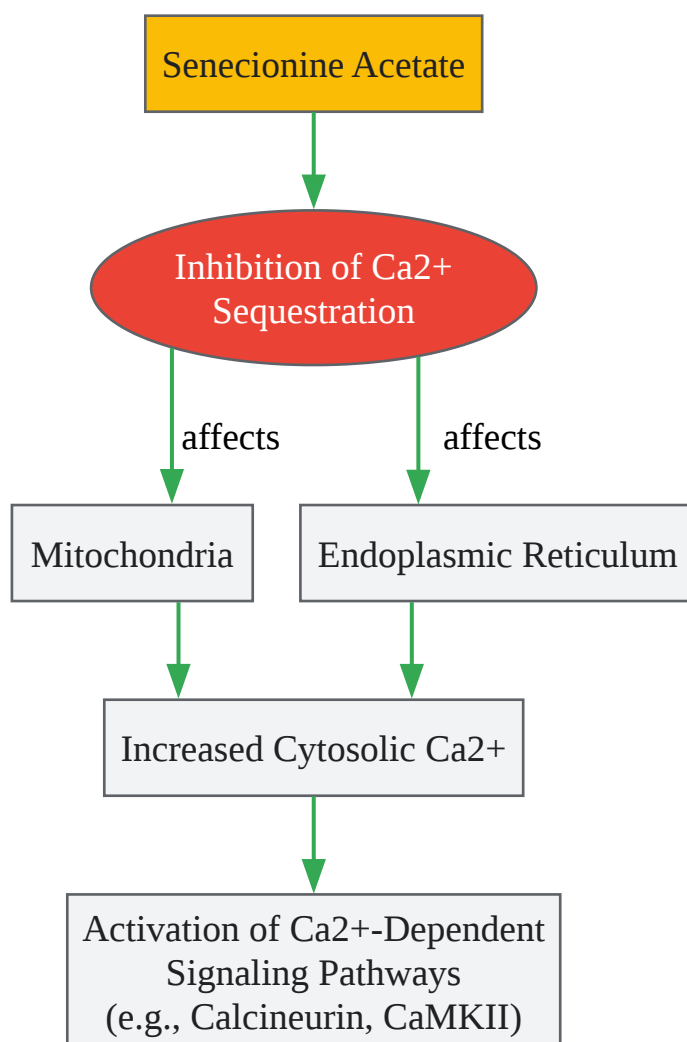 Senecionine Acetate
Inhibition of Ca2+
Sequestration
affects
affects
Mitochondria
Endoplasmic Reticulum
Increased Cytosolic Ca2+
Activation of Ca2+-Dependent
Signaling Pathways
(e.g., Calcineurin, CaMKII)